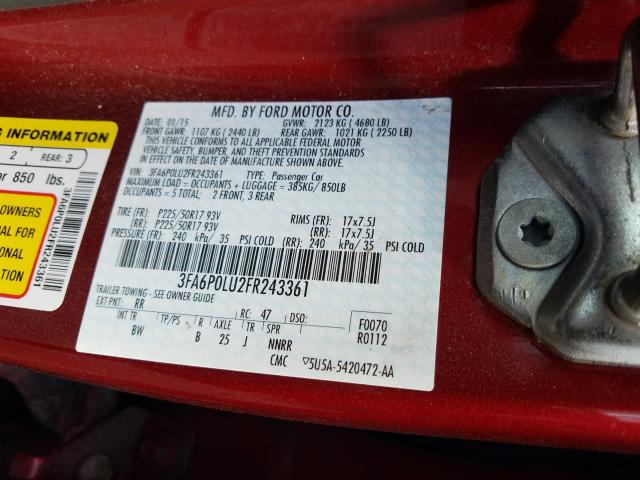 G INFORMATION
2 REAR: 3
or 850 lbs.
OWNERS
UAL FOR
IONAL
TION
3FA6P0LU2FR243361
MFD. BY FORD MOTOR CO.
DATE: 01/15 GVWR: 2123 KG ( 4680 LB)
FRONT GAWR: 1107 KG ( 2440 LB) REAR GAWR: 1021 KG ( 2250 LB)
THIS VEHICLE CONFORMS TO ALL APPLICABLE FEDERAL MOTOR
VEHICLE SAFETY, BUMPER, AND THEFT PREVENTION STANDARDS
IN EFFECT ON THE DATE OF MANUFACTURE SHOWN ABOVE.
VIN: 3FA6P0LU2FR243361 TYPE: Passenger Car
MAXIMUM LOAD = OCCUPANTS + LUGGAGE = 385KG/ 850LB
OCCUPANTS = 5 TOTAL: 2 FRONT, 3 REAR
TIRE (FR): P225/50R17 93V RIMS (FR): 17x7.5J
(RR): P225/50R17 93V (RR): 17x7.5J
PRESSURE (FR): 240 kPa/ 35 PSI COLD (RR): 240 kPa/ 35 PSI COLD
3FA6P0LU2FR243361
TRAILER TOWING - SEE OWNER GUIDE
EXT PNT: RR RC: 47 DSO: F0070
R0112
INT TR TP/PS R AXLE TR SPR
BW B 25 J NNRR
CMC ▽5U5A-5420472-AA